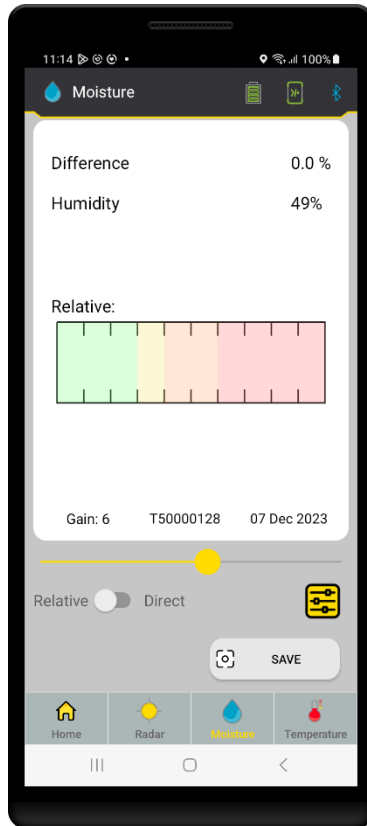 11:14 100%
Moisture
Difference 0.0 %
Humidity 49%
Relative:
Gain: 6 T50000128 07 Dec 2023
Relative Direct
SAVE
Home Radar Moisture Temperature